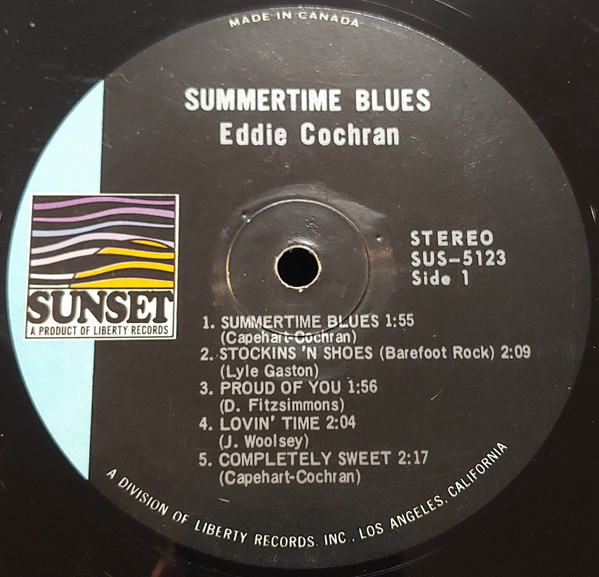 MADE IN CANADA
SUMMERTIME BLUES
Eddie Cochran
SUNSET
A PRODUCT OF LIBERTY RECORDS
STEREO
SUS-5123
Side 1
1. SUMMERTIME BLUES 1:55
(Capehart-Cochran)
2. STOCKINS 'N SHOES (Barefoot Rock) 2:09
(Lyle Gaston)
3. PROUD OF YOU 1:56
(D. Fitzsimmons)
4. LOVIN' TIME 2:04
(J. Woolsey)
5. COMPLETELY SWEET 2:17
(Capehart-Cochran)
A DIVISION OF LIBERTY RECORDS. INC., LOS ANGELES, CALIFORNIA